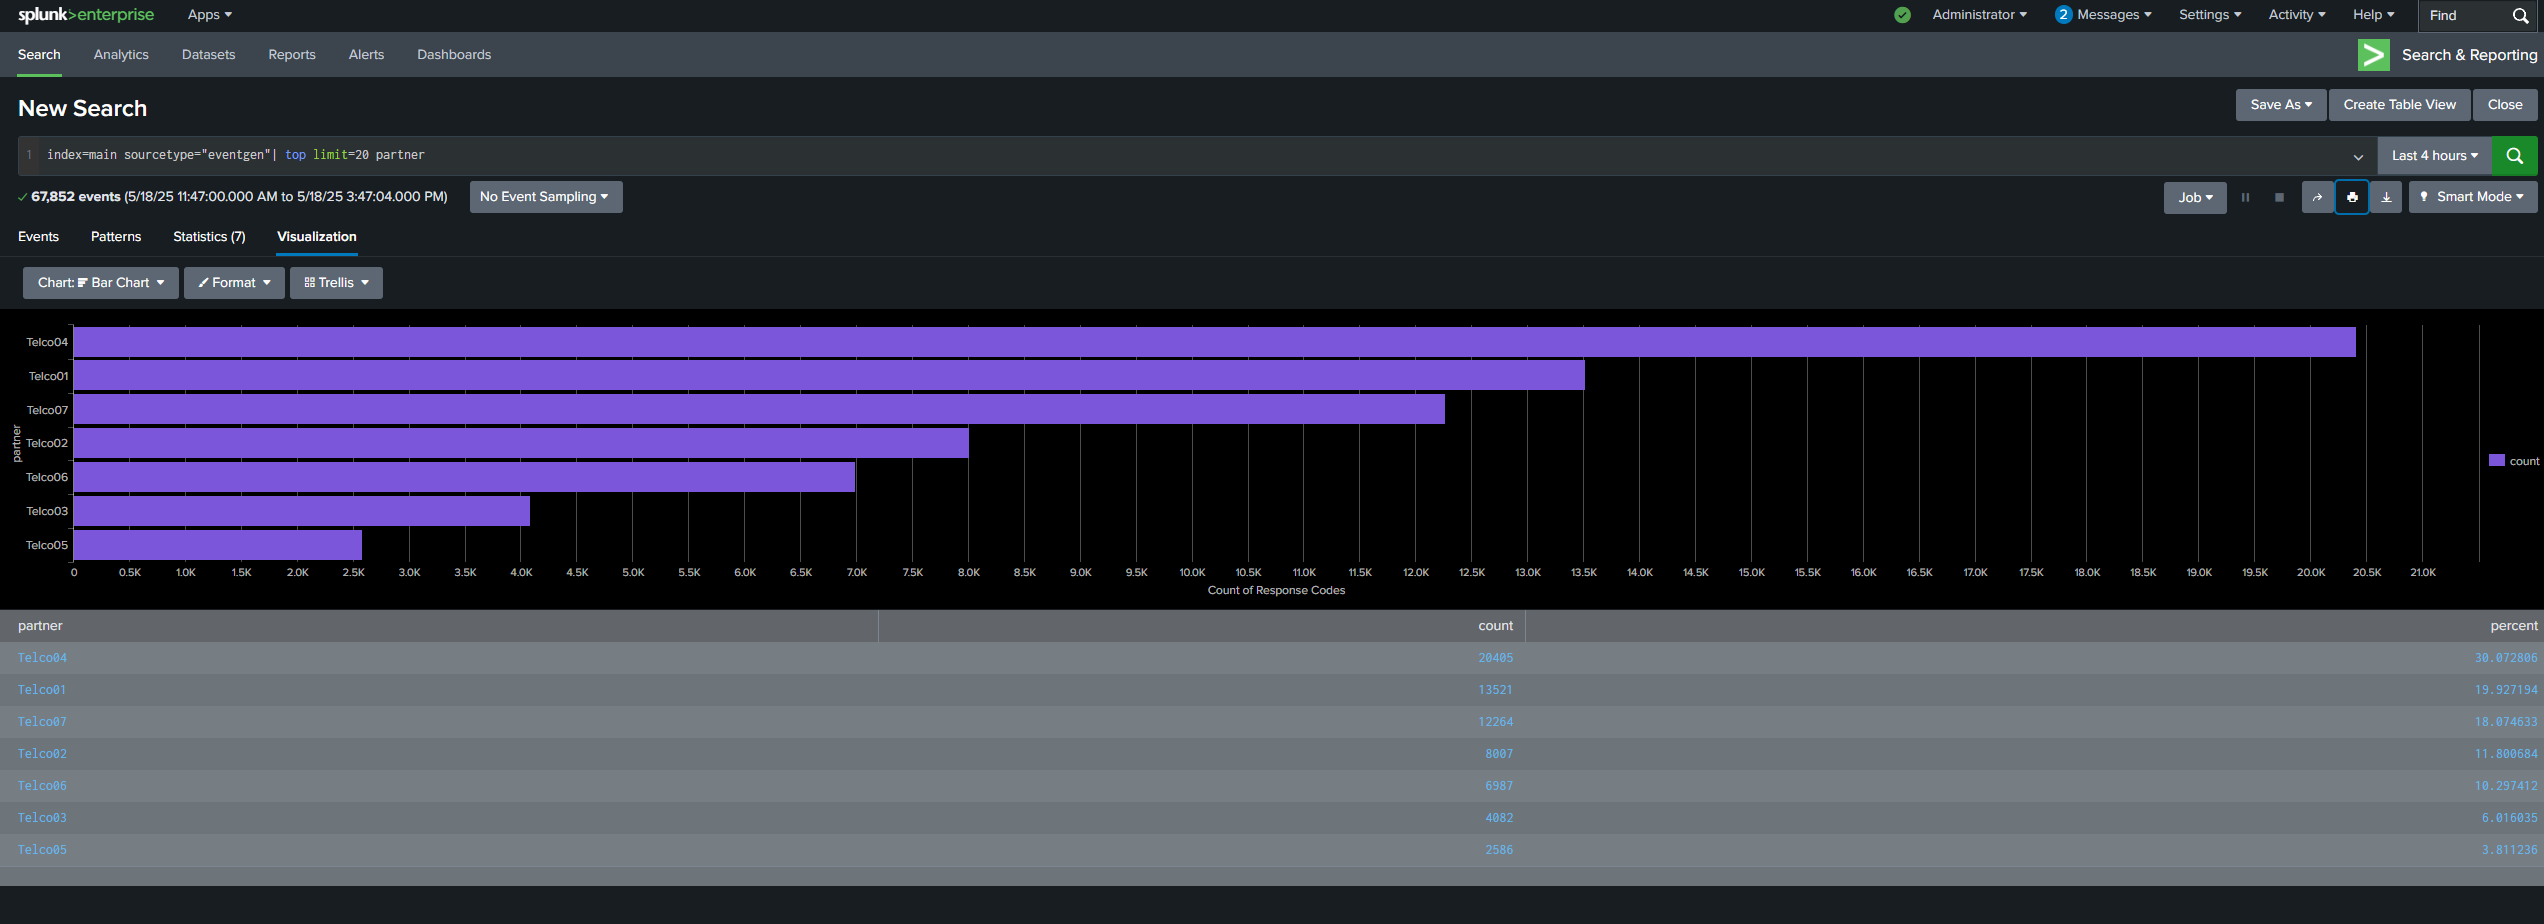 splunk>enterprise Apps Administrator 2 Messages Settings Activity Help Find
Search Analytics Datasets Reports Alerts Dashboards Search & Reporting
New Search Save As Create Table View Close
1 index=main sourcetype="eventgen"| top limit=20 partner Last 4 hours
67,852 events (5/18/25 11:47:00.000 AM to 5/18/25 3:47:04.000 PM) No Event Sampling Job Smart Mode
Events Patterns Statistics (7) Visualization
Chart: Bar Chart Format Trellis
partner
Telco04
Telco01
Telco07
Telco02
Telco06
Telco03
Telco05
count
0 0.5K 1.0K 1.5K 2.0K 2.5K 3.0K 3.5K 4.0K 4.5K 5.0K 5.5K 6.0K 6.5K 7.0K 7.5K 8.0K 8.5K 9.0K 9.5K 10.0K 10.5K 11.0K 11.5K 12.0K 12.5K 13.0K 13.5K 14.0K 14.5K 15.0K 15.5K 16.0K 16.5K 17.0K 17.5K 18.0K 18.5K 19.0K 19.5K 20.0K 20.5K 21.0K
Count of Response Codes
partner count percent
Telco04 20405 30.072806
Telco01 13521 19.927194
Telco07 12264 18.074633
Telco02 8007 11.800684
Telco06 6987 10.297412
Telco03 4082 6.016035
Telco05 2586 3.811236